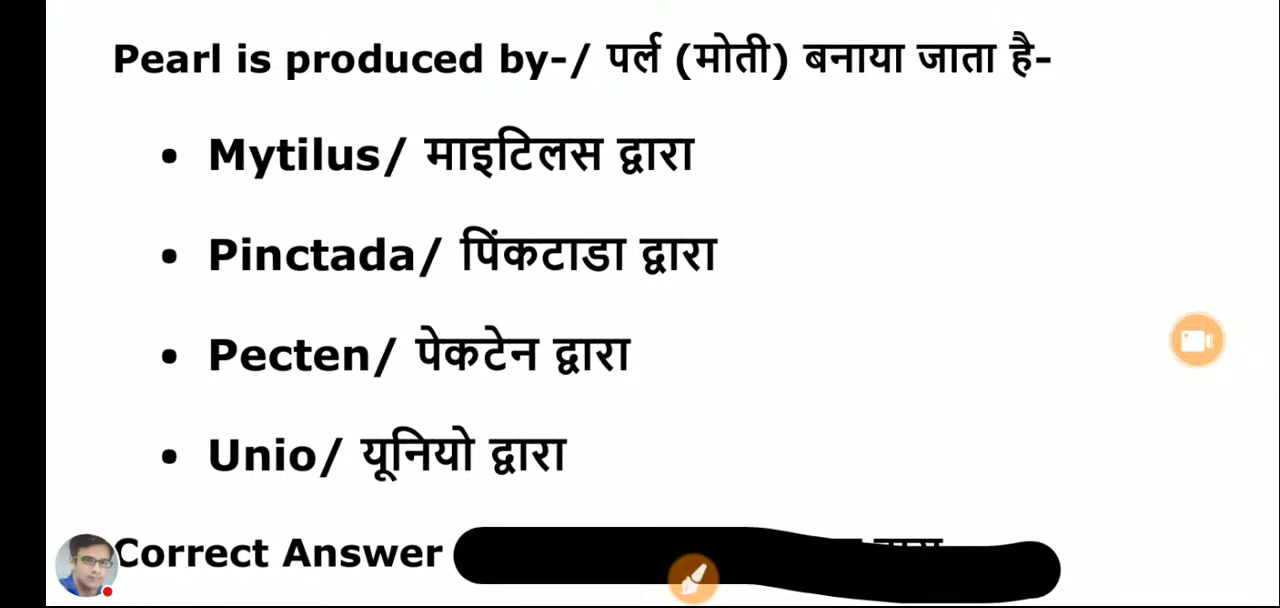 Pearl is produced by-/ पर्ल (मोती) बनाया जाता है-
• Mytilus/ माइटिलस द्वारा
• Pinctada/ पिंकटाडा द्वारा
• Pecten/ पेकटेन द्वारा
• Unio/ यूनियो द्वारा
Correct Answer